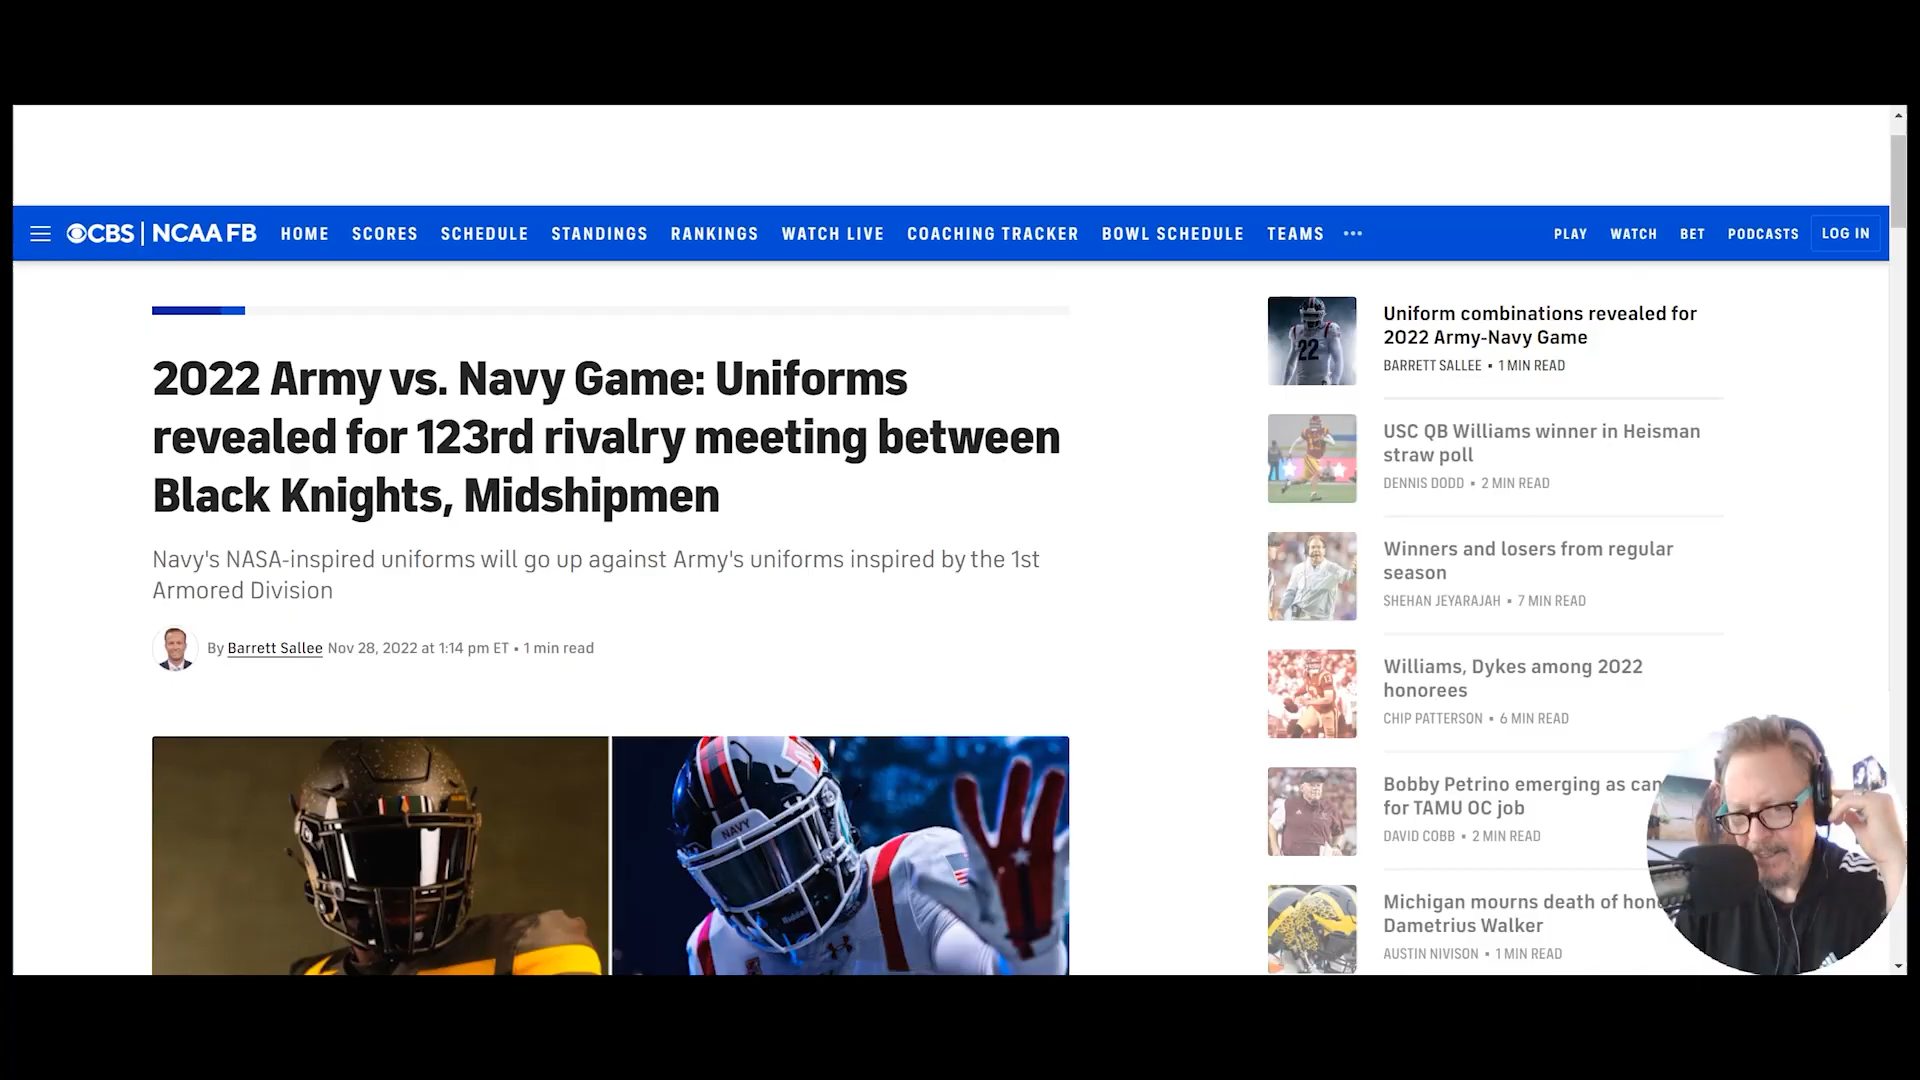 CBS | NCAA FB HOME SCORES SCHEDULE STANDINGS RANKINGS WATCH LIVE COACHING TRACKER BOWL SCHEDULE TEAMS ••• PLAY WATCH BET PODCASTS LOG IN
2022 Army vs. Navy Game: Uniforms
revealed for 123rd rivalry meeting between
Black Knights, Midshipmen
Navy's NASA-inspired uniforms will go up against Army's uniforms inspired by the 1st
Armored Division
By Barrett Sallee Nov 28, 2022 at 1:14 pm ET • 1 min read
NAVY
Riddell
Uniform combinations revealed for
2022 Army-Navy Game
BARRETT SALLEE • 1 MIN READ
22
USC QB Williams winner in Heisman
straw poll
DENNIS DODD • 2 MIN READ
Winners and losers from regular
season
SHEHAN JEYARAJAH • 7 MIN READ
Williams, Dykes among 2022
honorees
CHIP PATTERSON • 6 MIN READ
Bobby Petrino emerging as can
for TAMU OC job
DAVID COBB • 2 MIN READ
Michigan mourns death of hono
Dametrius Walker
AUSTIN NIVISON • 1 MIN READ